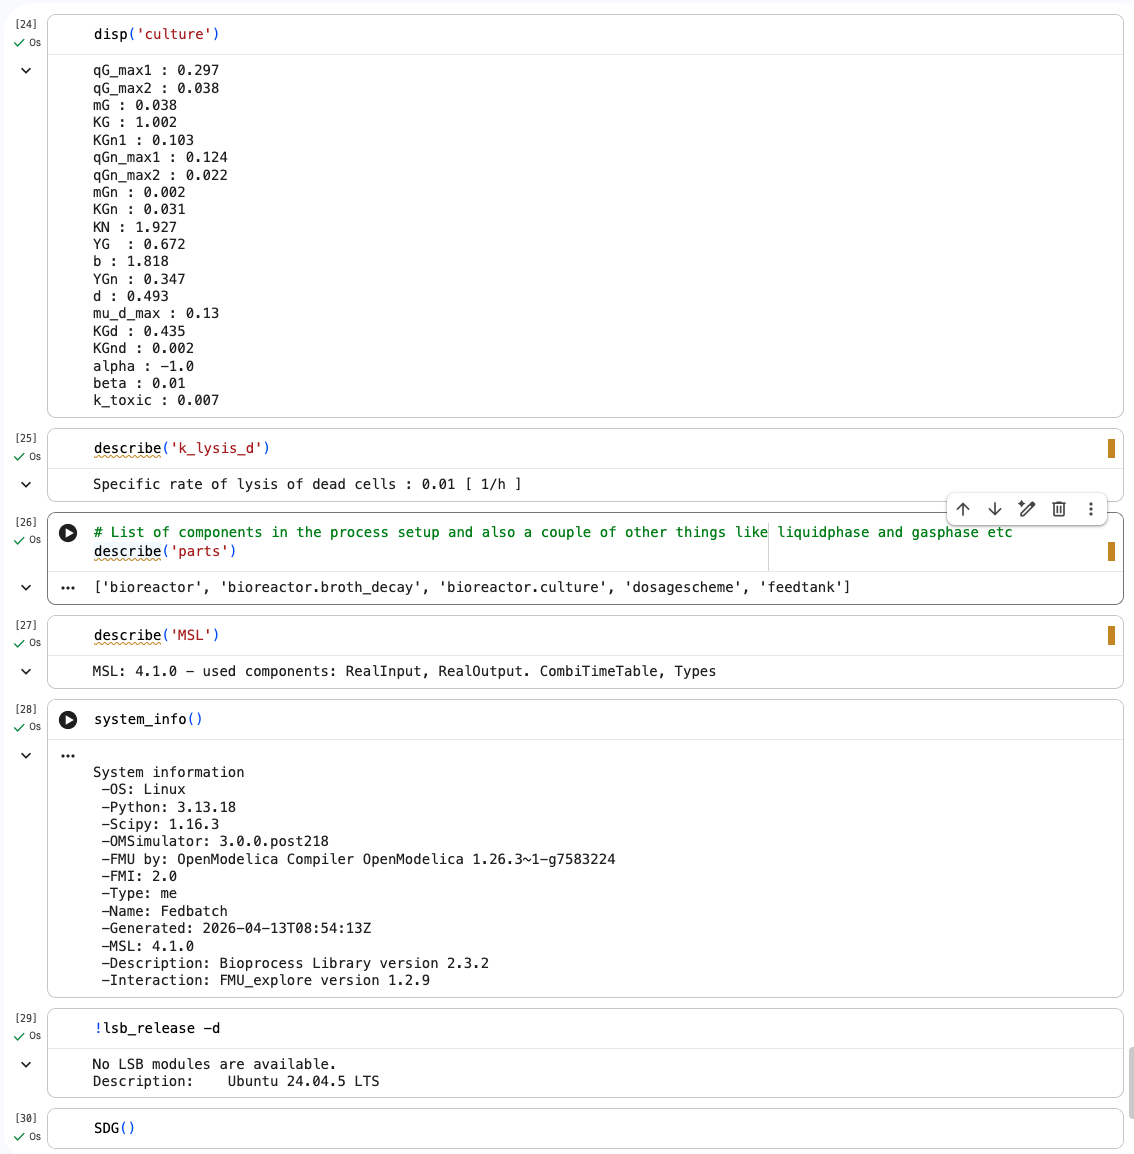 [24]
0s
disp('culture')
qG_max1 : 0.297
qG_max2 : 0.038
mG : 0.038
KG : 1.002
KGn1 : 0.103
qGn_max1 : 0.124
qGn_max2 : 0.022
mGn : 0.002
KGn : 0.031
KN : 1.927
YG  : 0.672
b : 1.818
YGn : 0.347
d : 0.493
mu_d_max : 0.13
KGd : 0.435
KGnd : 0.002
alpha : -1.0
beta : 0.01
k_toxic : 0.007
[25]
0s
describe('k_lysis_d')
Specific rate of lysis of dead cells : 0.01 [ 1/h ]
[26]
0s
# List of components in the process setup and also a couple of other things like liquidphase and gasphase etc
describe('parts')
['bioreactor', 'bioreactor.broth_decay', 'bioreactor.culture', 'dosagescheme', 'feedtank']
[27]
0s
describe('MSL')
MSL: 4.1.0 - used components: RealInput, RealOutput. CombiTimeTable, Types
[28]
0s
system_info()
System information
-OS: Linux
-Python: 3.13.18
-Scipy: 1.16.3
-OMSimulator: 3.0.0.post218
-FMU by: OpenModelica Compiler OpenModelica 1.26.3~1-g7583224
-FMI: 2.0
-Type: me
-Name: Fedbatch
-Generated: 2026-04-13T08:54:13Z
-MSL: 4.1.0
-Description: Bioprocess Library version 2.3.2
-Interaction: FMU_explore version 1.2.9
[29]
0s
!lsb_release -d
No LSB modules are available.
Description:    Ubuntu 24.04.5 LTS
[30]
0s
SDG()